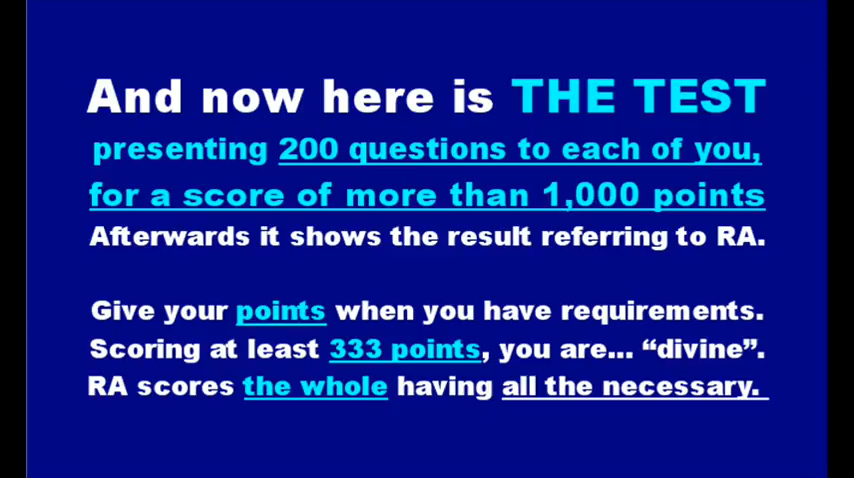 And now here is THE TEST
presenting 200 questions to each of you,
for a score of more than 1,000 points
Afterwards it shows the result referring to RA.
Give your points when you have requirements.
Scoring at least 333 points, you are... “divine”.
RA scores the whole having all the necessary.